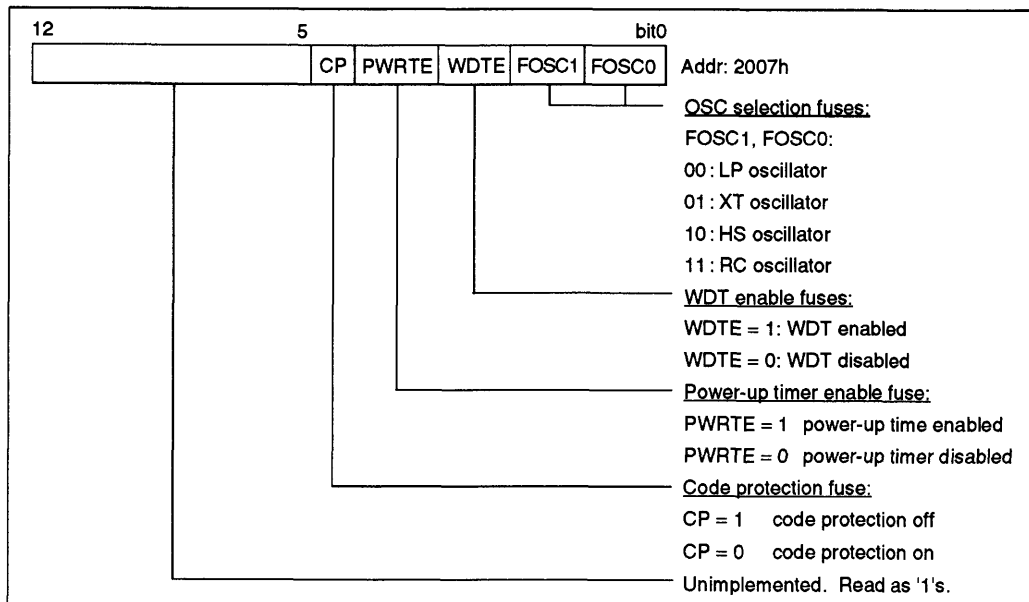 12 5 bit0
CP PWRTE WDTE FOSC1 FOSC0 Addr: 2007h
OSC selection fuses:
FOSC1, FOSC0:
00 : LP oscillator
01 : XT oscillator
10 : HS oscillator
11 : RC oscillator
WDT enable fuses:
WDTE = 1: WDT enabled
WDTE = 0: WDT disabled
Power-up timer enable fuse:
PWRTE = 1 power-up time enabled
PWRTE = 0 power-up timer disabled
Code protection fuse:
CP = 1 code protection off
CP = 0 code protection on
Unimplemented. Read as '1's.